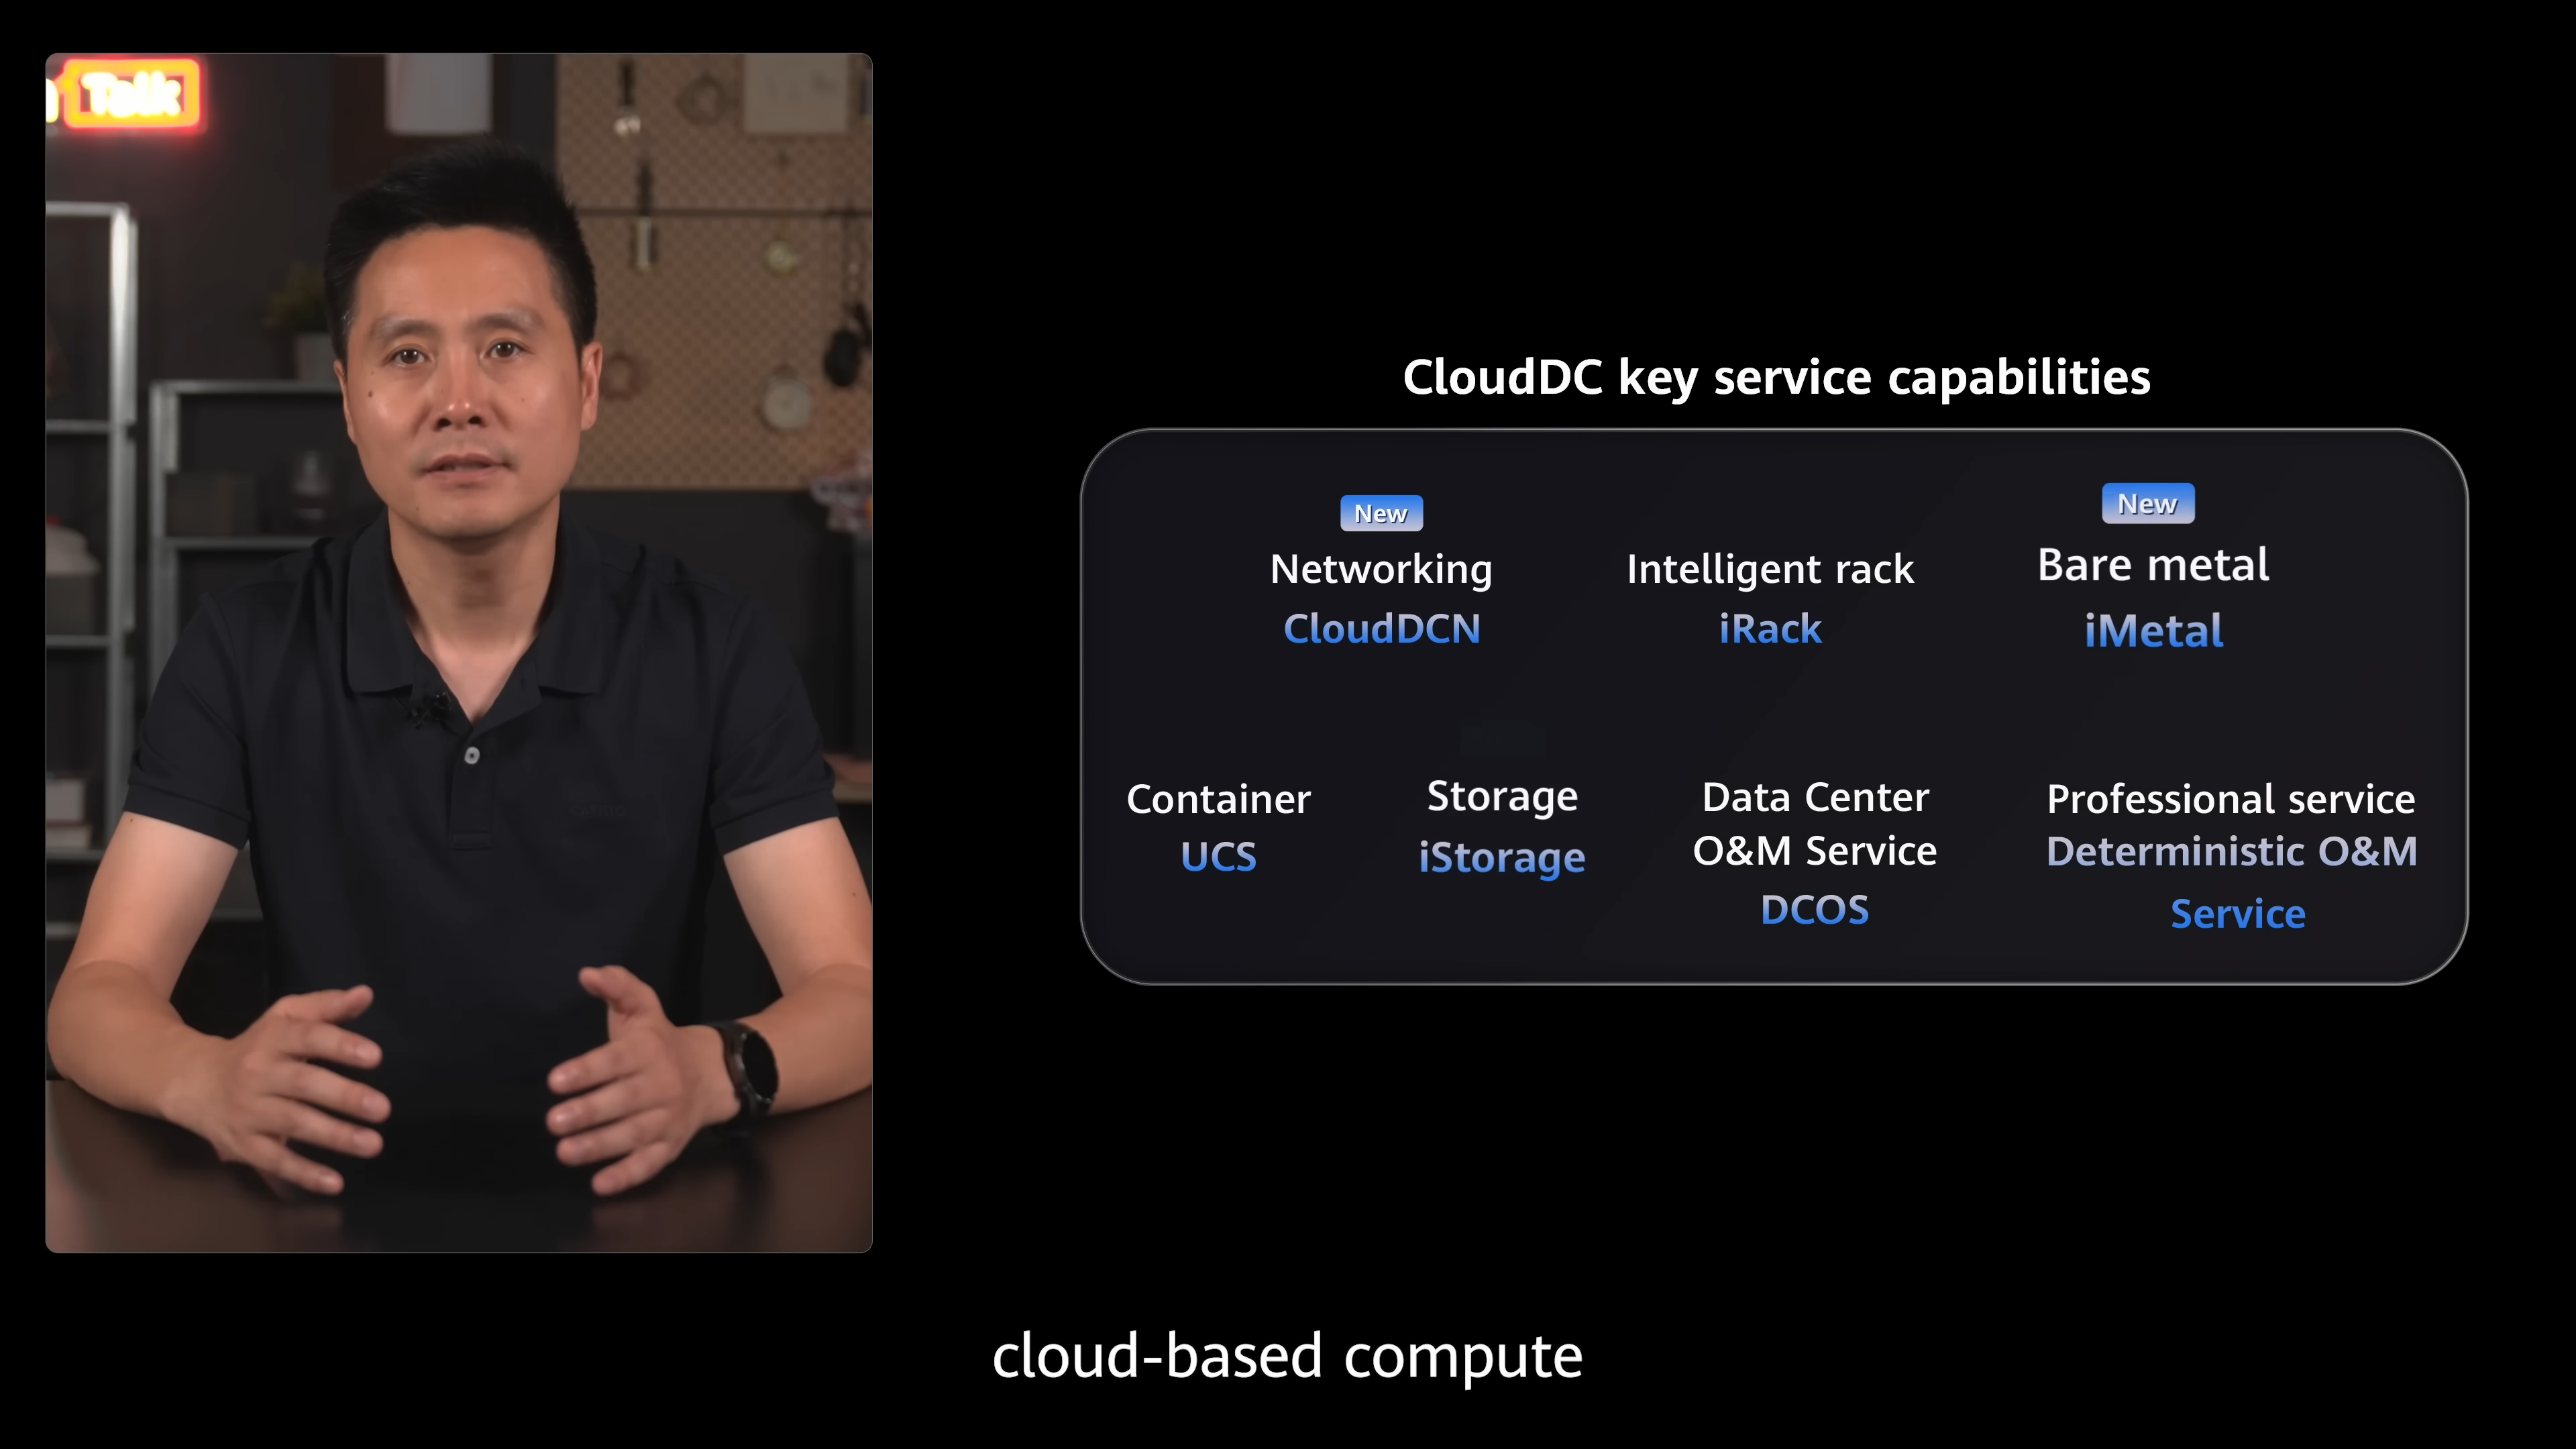 Talk
CloudDC key service capabilities
New
Networking
CloudDCN
Intelligent rack
iRack
New
Bare metal
iMetal
Container
UCS
Storage
iStorage
Data Center
O&M Service
DCOS
Professional service
Deterministic O&M
Service
cloud-based compute